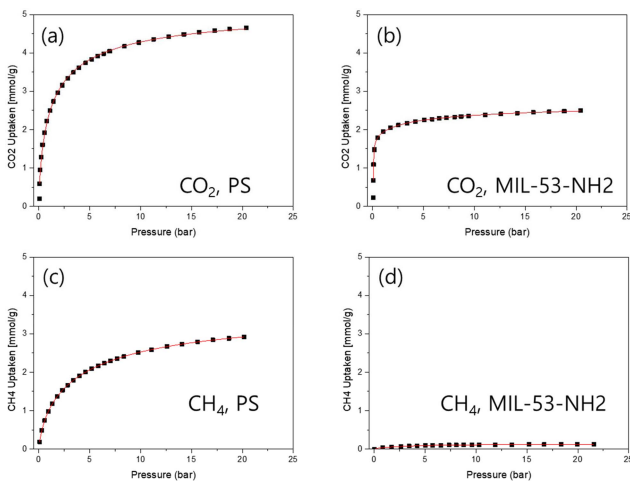 (a)
CO2 Uptaken [mmol/g]
5
4
3
2
1
0
0 5 10 15 20 25
Pressure (bar)
CO₂, PS
(b)
CO2 Uptaken [mmol/g]
5
4
3
2
1
0
0 5 10 15 20 25
Pressure (bar)
CO₂, MIL-53-NH2
(c)
CH4 Uptaken [mmol/g]
5
4
3
2
1
0
0 5 10 15 20 25
Pressure (bar)
CH₄, PS
(d)
CH4 Uptaken [mmol/g]
5
4
3
2
1
0
0 5 10 15 20 25
Pressure (bar)
CH₄, MIL-53-NH2